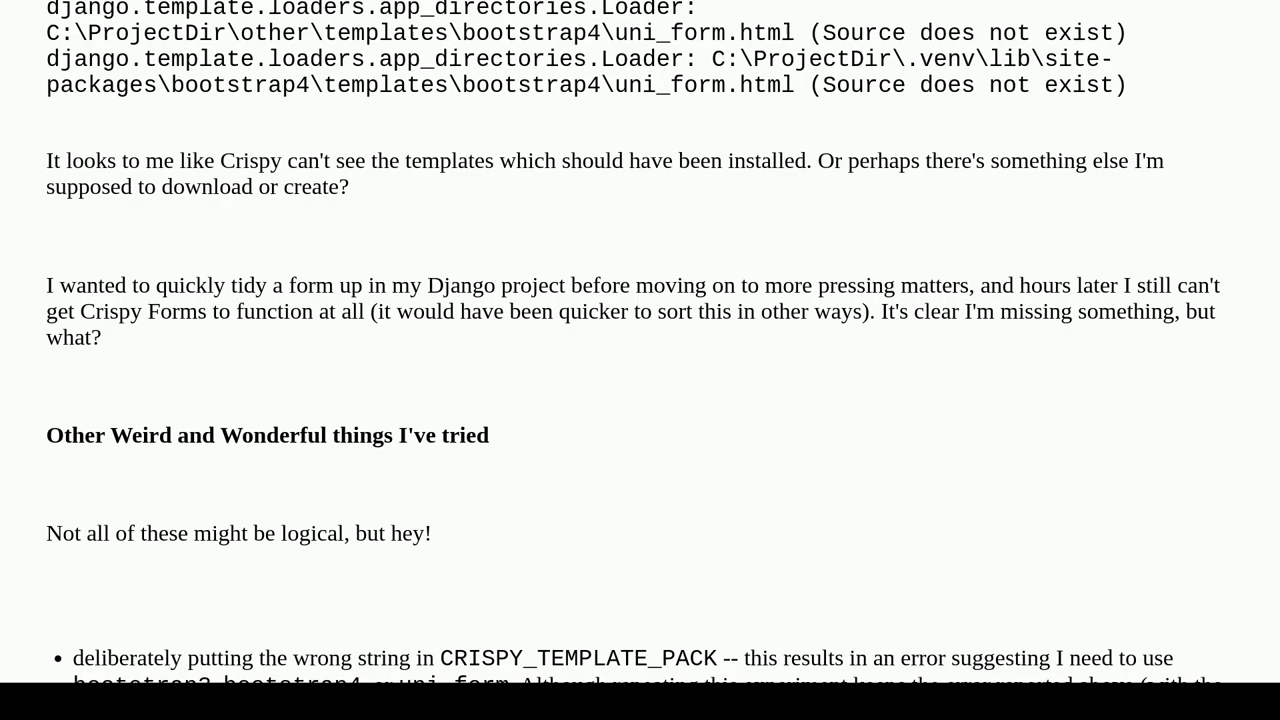 django.template.loaders.app_directories.Loader:
C:\ProjectDir\other\templates\bootstrap4\uni_form.html (Source does not exist)
django.template.loaders.app_directories.Loader: C:\ProjectDir\.venv\lib\site-
packages\bootstrap4\templates\bootstrap4\uni_form.html (Source does not exist)
It looks to me like Crispy can't see the templates which should have been installed. Or perhaps there's something else I'm
supposed to download or create?
I wanted to quickly tidy a form up in my Django project before moving on to more pressing matters, and hours later I still can't
get Crispy Forms to function at all (it would have been quicker to sort this in other ways). It's clear I'm missing something, but
what?
Other Weird and Wonderful things I've tried
Not all of these might be logical, but hey!
• deliberately putting the wrong string in CRISPY_TEMPLATE_PACK -- this results in an error suggesting I need to use